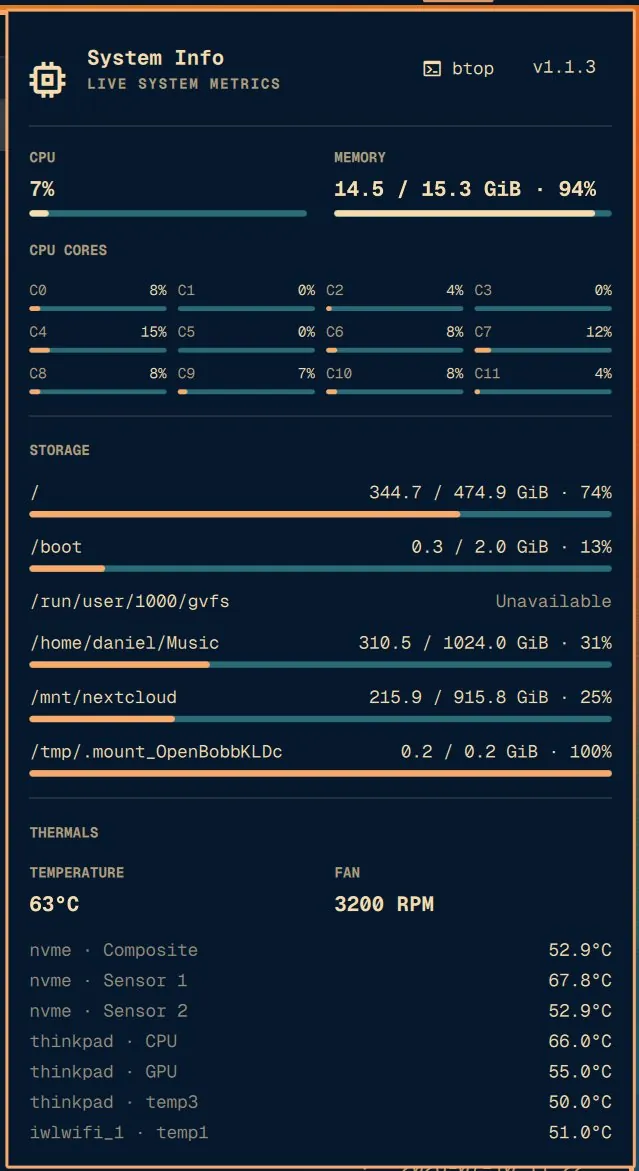 System Info
LIVE SYSTEM METRICS
btop
v1.1.3
CPU
7%
MEMORY
14.5 / 15.3 GiB · 94%
CPU CORES
C0 8% C1 0% C2 4% C3 0%
C4 15% C5 0% C6 8% C7 12%
C8 8% C9 7% C10 8% C11 4%
STORAGE
/ 344.7 / 474.9 GiB · 74%
/boot 0.3 / 2.0 GiB · 13%
/run/user/1000/gvfs Unavailable
/home/daniel/Music 310.5 / 1024.0 GiB · 31%
/mnt/nextcloud 215.9 / 915.8 GiB · 25%
/tmp/.mount_OpenBobbKLDc 0.2 / 0.2 GiB · 100%
THERMALS
TEMPERATURE
63°C
FAN
3200 RPM
nvme · Composite 52.9°C
nvme · Sensor 1 67.8°C
nvme · Sensor 2 52.9°C
thinkpad · CPU 66.0°C
thinkpad · GPU 55.0°C
thinkpad · temp3 50.0°C
iwlwifi_1 · temp1 51.0°C